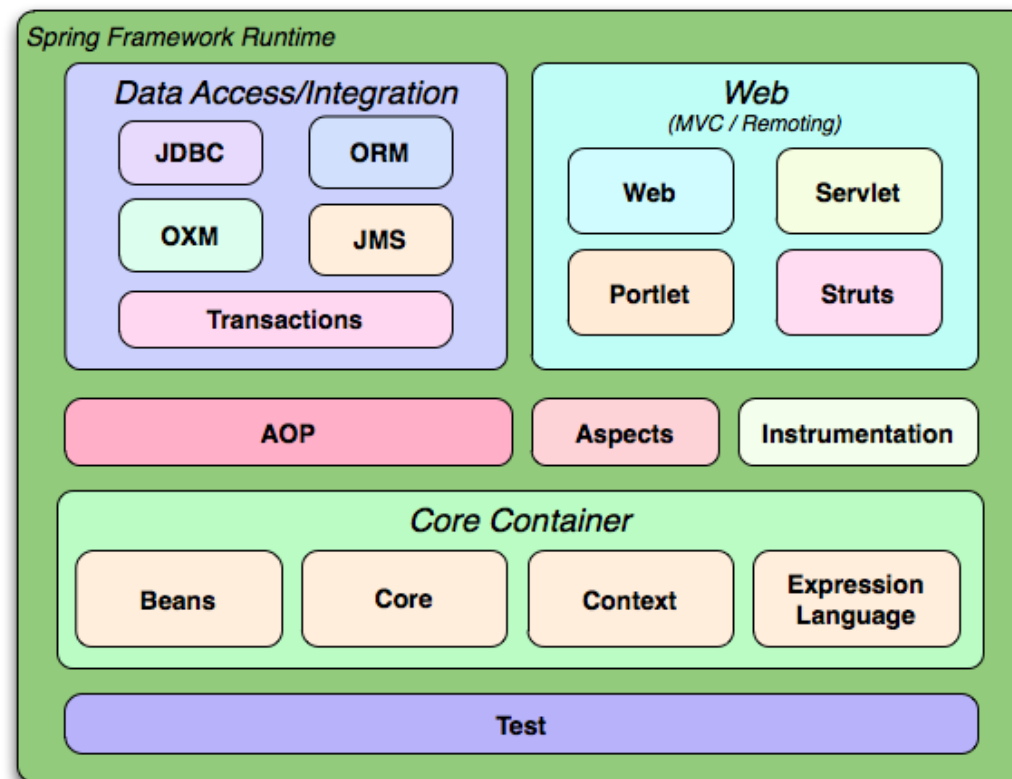 Spring Framework Runtime
Data Access/Integration
JDBC
ORM
OXM
JMS
Transactions
Web
(MVC / Remoting)
Web
Servlet
Portlet
Struts
AOP
Aspects
Instrumentation
Core Container
Beans
Core
Context
Expression
Language
Test